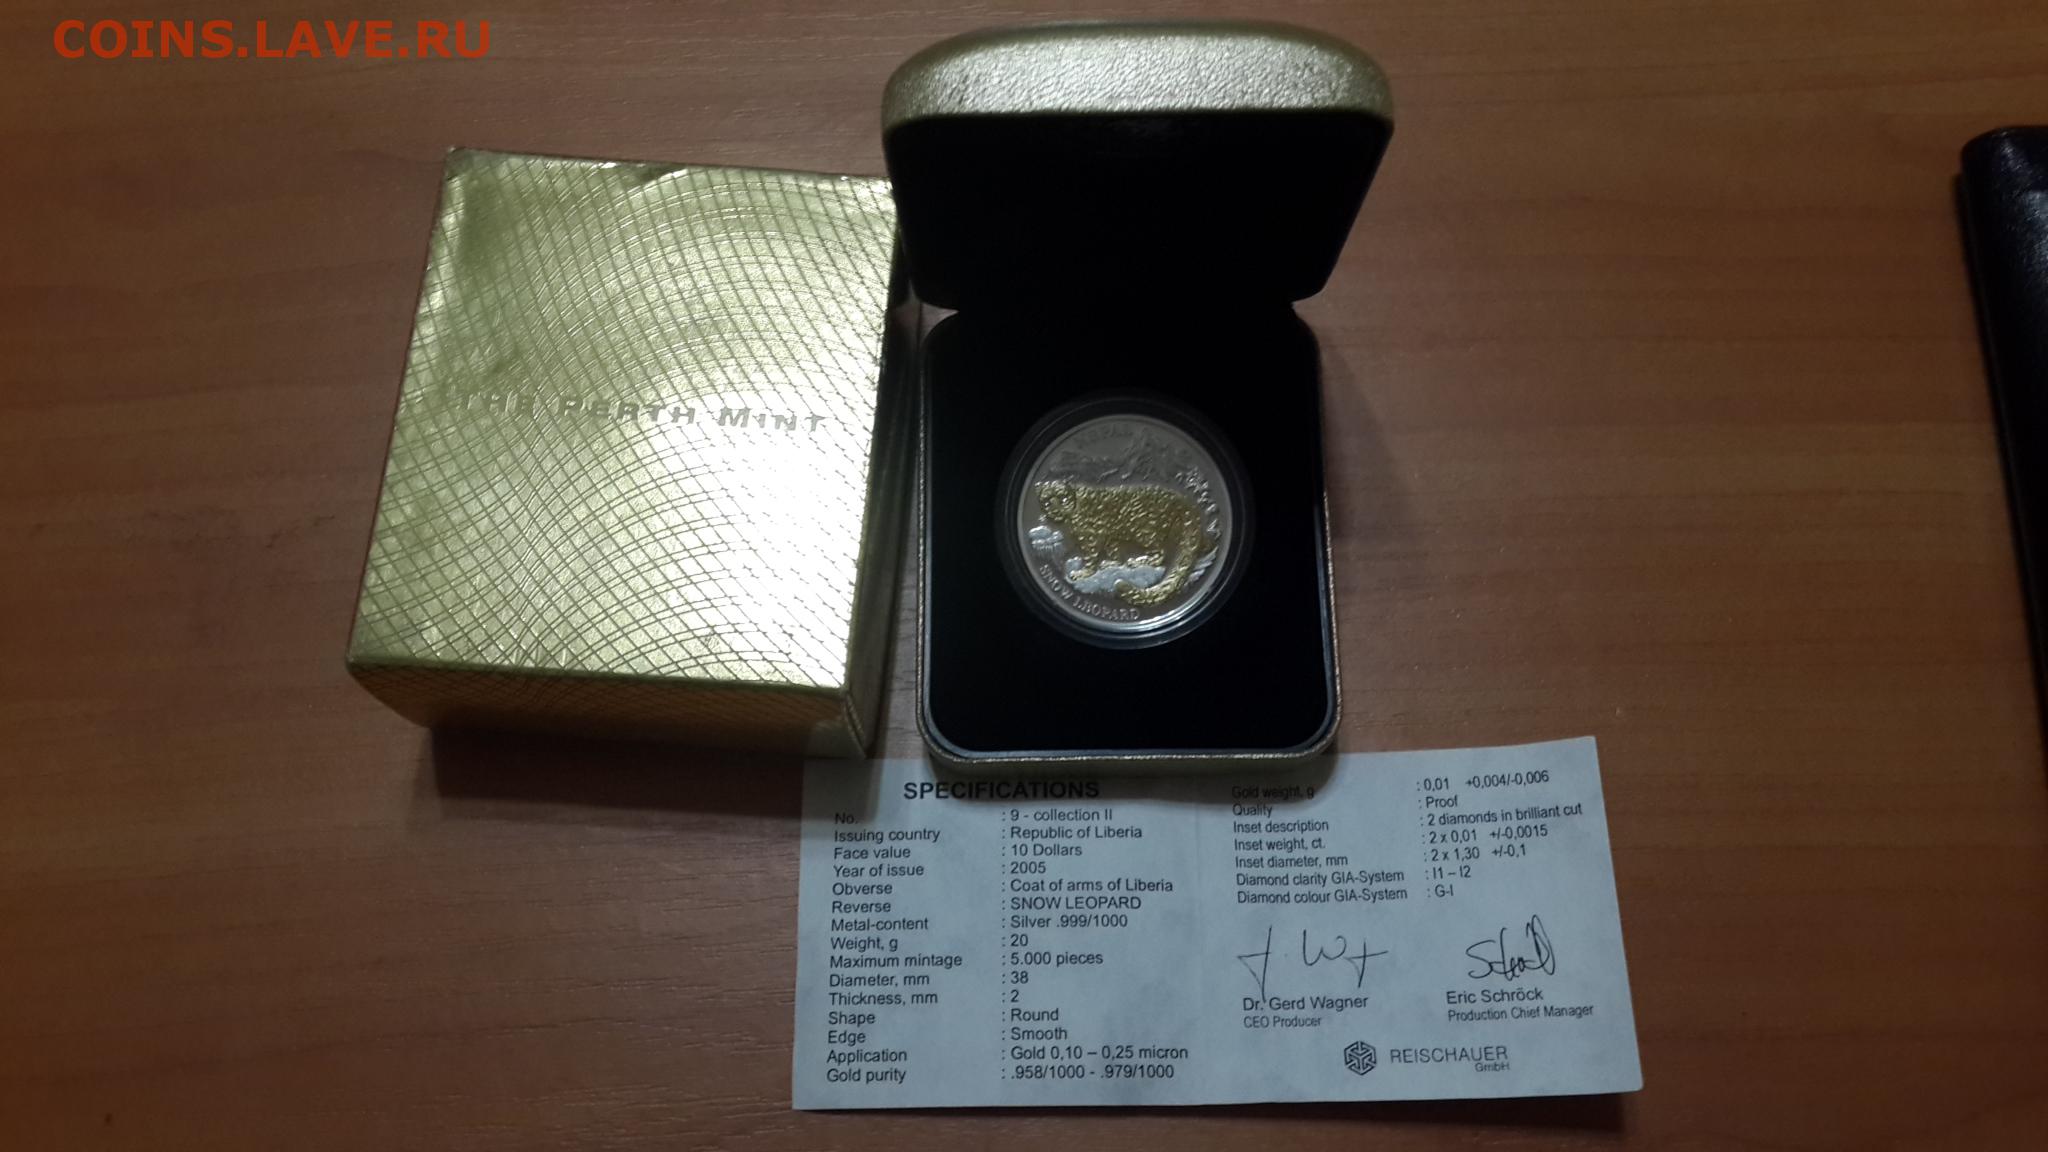 COINS.LAVE.RU
THE PERTH MINT
NEPAL
SNOW LEOPARD
SPECIFICATIONS
No. : 9 - collection II
Issuing country : Republic of Liberia
Face value : 10 Dollars
Year of issue : 2005
Obverse : Coat of arms of Liberia
Reverse : SNOW LEOPARD
Metal-content : Silver .999/1000
Weight, g : 20
Maximum mintage : 5.000 pieces
Diameter, mm : 38
Thickness, mm : 2
Shape : Round
Edge : Smooth
Application : Gold 0,10 – 0,25 micron
Gold purity : .958/1000 - .979/1000
Gold weight, g : 0,01 +0,004/-0,006
Quality : Proof
Inset description : 2 diamonds in brilliant cut
Inset weight, ct. : 2 x 0,01 +/-0,0015
Inset diameter, mm : 2 x 1,30 +/-0,1
Diamond clarity GIA-System : I1 – I2
Diamond colour GIA-System : G-I
Dr. Gerd Wagner
CEO Producer
Eric Schröck
Production Chief Manager
REISCHAUER
GmbH